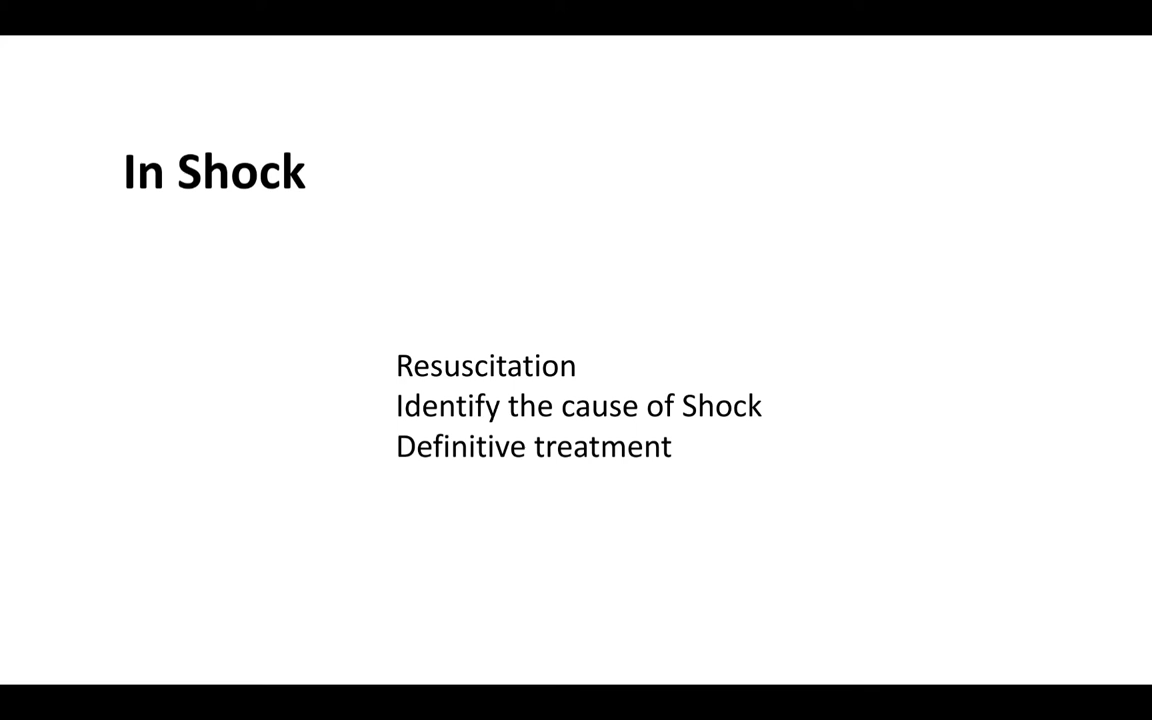 In Shock
Resuscitation
Identify the cause of Shock
Definitive treatment